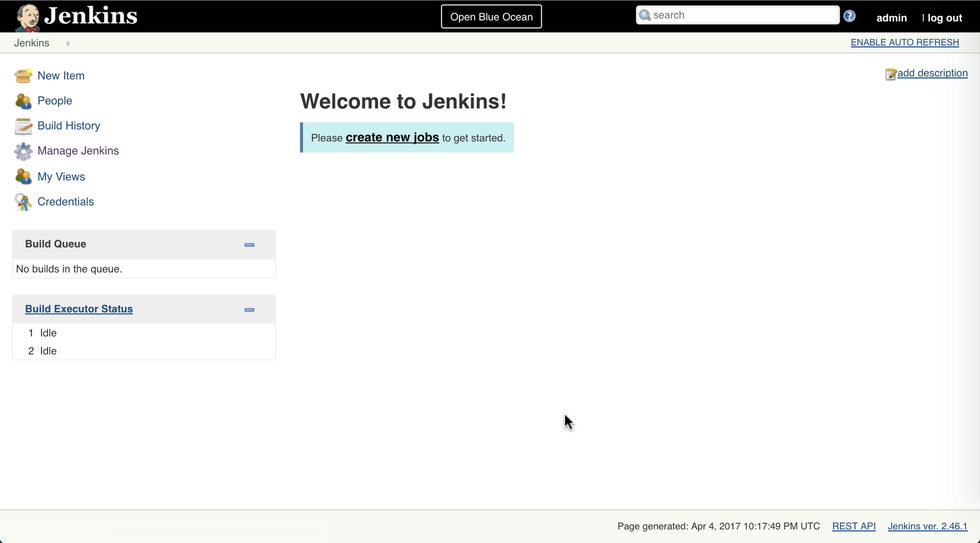 Jenkins
Open Blue Ocean
search
admin
| log out
Jenkins
ENABLE AUTO REFRESH
New Item
People
Build History
Manage Jenkins
My Views
Credentials
add description
Welcome to Jenkins!
Please create new jobs to get started.
Build Queue
No builds in the queue.
Build Executor Status
1 Idle
2 Idle
Page generated: Apr 4, 2017 10:17:49 PM UTC REST API Jenkins ver. 2.46.1